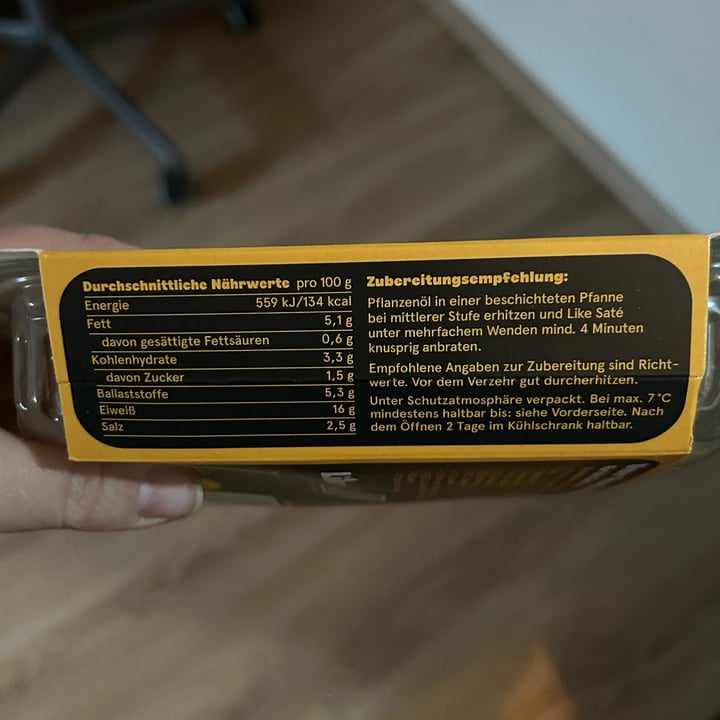 Durchschnittliche Nährwerte pro 100 g
Energie 559 kJ/134 kcal
Fett 5,1 g
davon gesättigte Fettsäuren 0,6 g
Kohlenhydrate 3,3 g
davon Zucker 1,5 g
Ballaststoffe 5,3 g
Eiweiß 16 g
Salz 2,5 g
Zubereitungsempfehlung:
Pflanzenöl in einer beschichteten Pfanne
bei mittlerer Stufe erhitzen und Like Saté
unter mehrfachem Wenden mind. 4 Minuten
knusprig anbraten.
Empfohlene Angaben zur Zubereitung sind Richt-
werte. Vor dem Verzehr gut durcherhitzen.
Unter Schutzatmosphäre verpackt. Bei max. 7 °C
mindestens haltbar bis: siehe Vorderseite. Nach
dem Öffnen 2 Tage im Kühlschrank haltbar.